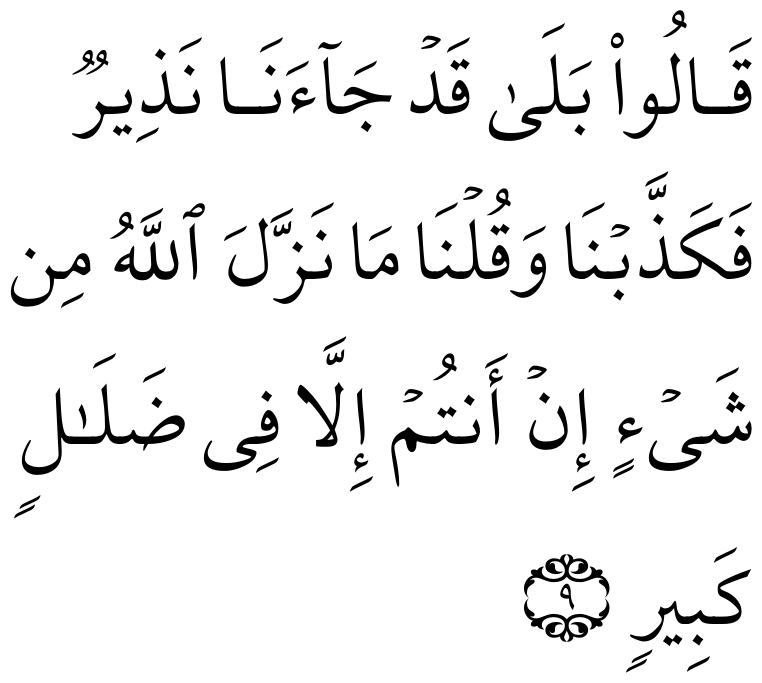 قَالُوا۟ بَلَىٰ قَدْ جَآءَنَا نَذِيرٌ
فَكَذَّبْنَا وَقُلْنَا مَا نَزَّلَ ٱللَّهُ مِن
شَىْءٍ إِنْ أَنتُمْ إِلَّا فِى ضَلَـٰلٍ
كَبِيرٍ ۝٩